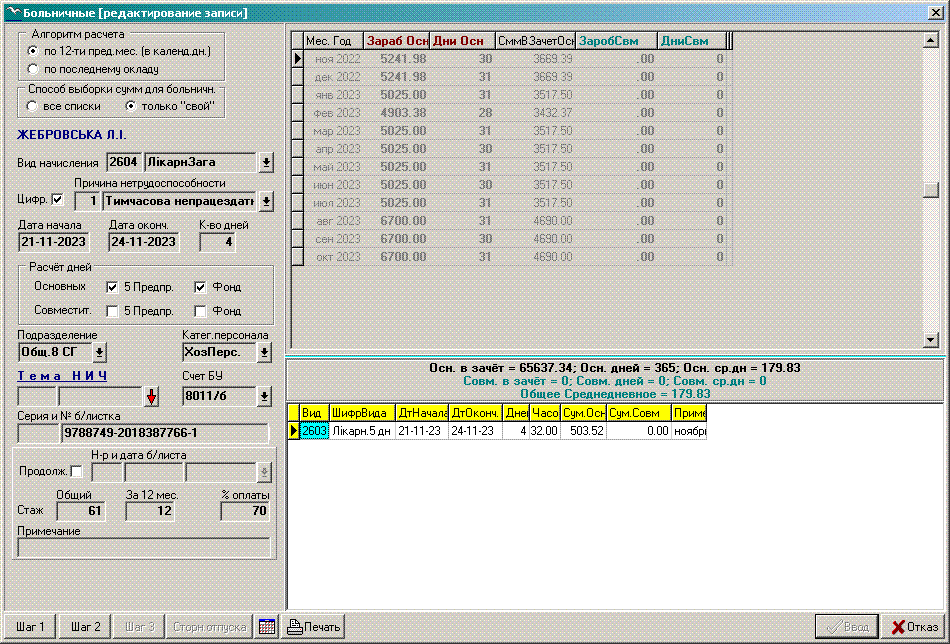 Больничные [редактирование записи]
Алгоритм расчета
по 12-ти пред.мес. (в календ.дн.)
по последнему окладу
Способ выборки сумм для больничн.
все списки только "свой"
ЖЕБРОВСЬКА Л.І.
Вид начисления 2604 ЛікарнЗага
Причина нетрудоспособности
Цифр. 1 Тимчасова непрацездатн
Дата начала Дата оконч. К-во дней
21-11-2023 24-11-2023 4
Расчёт дней
Основных 5 Предпр. Фонд
Совместит. 5 Предпр. Фонд
Подразделение Катег.персонала
Общ.8 СГ ХозПерс.
Тема НИЧ Счет БУ
8011/6
Серия и № б/листка
9788749-2018387766-1
Н-р и дата б/листа
Продолж.
Общий За 12 мес. % оплаты
Стаж 61 12 70
Примечание
Мес. Год Зараб Осн Дни Осн СммВЗачетОсн ЗаробСвм ДниСвм
ноя 2022 5241.98 30 3669.39 .00 0
дек 2022 5241.98 31 3669.39 .00 0
янв 2023 5025.00 31 3517.50 .00 0
фев 2023 4903.38 28 3432.37 .00 0
мар 2023 5025.00 31 3517.50 .00 0
апр 2023 5025.00 30 3517.50 .00 0
май 2023 5025.00 31 3517.50 .00 0
июн 2023 5025.00 30 3517.50 .00 0
июл 2023 5025.00 31 3517.50 .00 0
авг 2023 6700.00 31 4690.00 .00 0
сен 2023 6700.00 30 4690.00 .00 0
окт 2023 6700.00 31 4690.00 .00 0
Осн. в зачёт = 65637.34; Осн. дней = 365; Осн. ср.дн = 179.83
Совм. в зачёт = 0; Совм. дней = 0; Совм. ср.дн = 0
Общее Среднедневное = 179.83
Вид ШифрВида ДтНачала ДтОконч. Дней Часо Сум.Осн Сум.Совм Приме
2603 Лікарн.5 дн 21-11-23 24-11-23 4 32.00 503.52 0.00 ноябрь
Шаг 1 Шаг 2 Шаг 3 Сторн.отпуска Печать Ввод Отказ